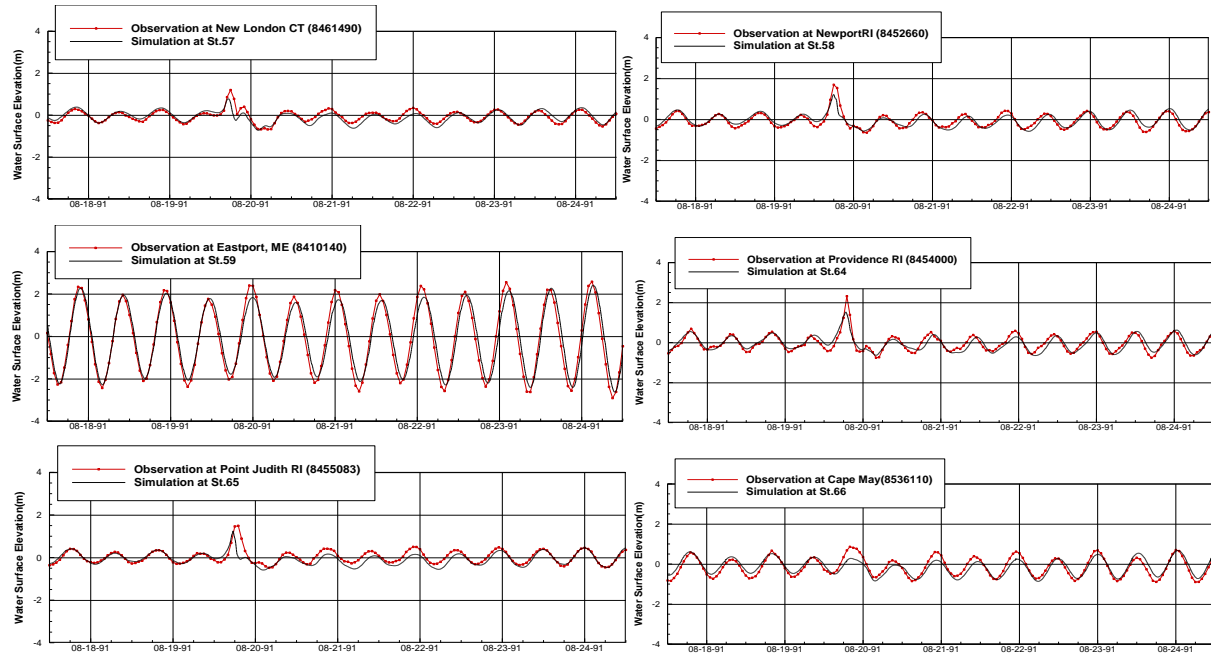 Observation at New London CT (8461490)
Simulation at St.57
Water Surface Elevation(m)
4
2
0
-2
-4
08-18-91 08-19-91 08-20-91 08-21-91 08-22-91 08-23-91 08-24-91
Observation at NewportRI (8452660)
Simulation at St.58
Water Surface Elevation(m)
4
2
0
-2
-4
08-18-91 08-19-91 08-20-91 08-21-91 08-22-91 08-23-91 08-24-91
Observation at Eastport, ME (8410140)
Simulation at St.59
Water Surface Elevation(m)
4
2
0
-2
-4
08-18-91 08-19-91 08-20-91 08-21-91 08-22-91 08-23-91 08-24-91
Observation at Providence RI (8454000)
Simulation at St.64
Water Surface Elevation(m)
4
2
0
-2
-4
08-18-91 08-19-91 08-20-91 08-21-91 08-22-91 08-23-91 08-24-91
Observation at Point Judith RI (8455083)
Simulation at St.65
Water Surface Elevation(m)
4
2
0
-2
-4
08-18-91 08-19-91 08-20-91 08-21-91 08-22-91 08-23-91 08-24-91
Observation at Cape May(8536110)
Simulation at St.66
Water Surface Elevation(m)
4
2
0
-2
-4
08-18-91 08-19-91 08-20-91 08-21-91 08-22-91 08-23-91 08-24-91